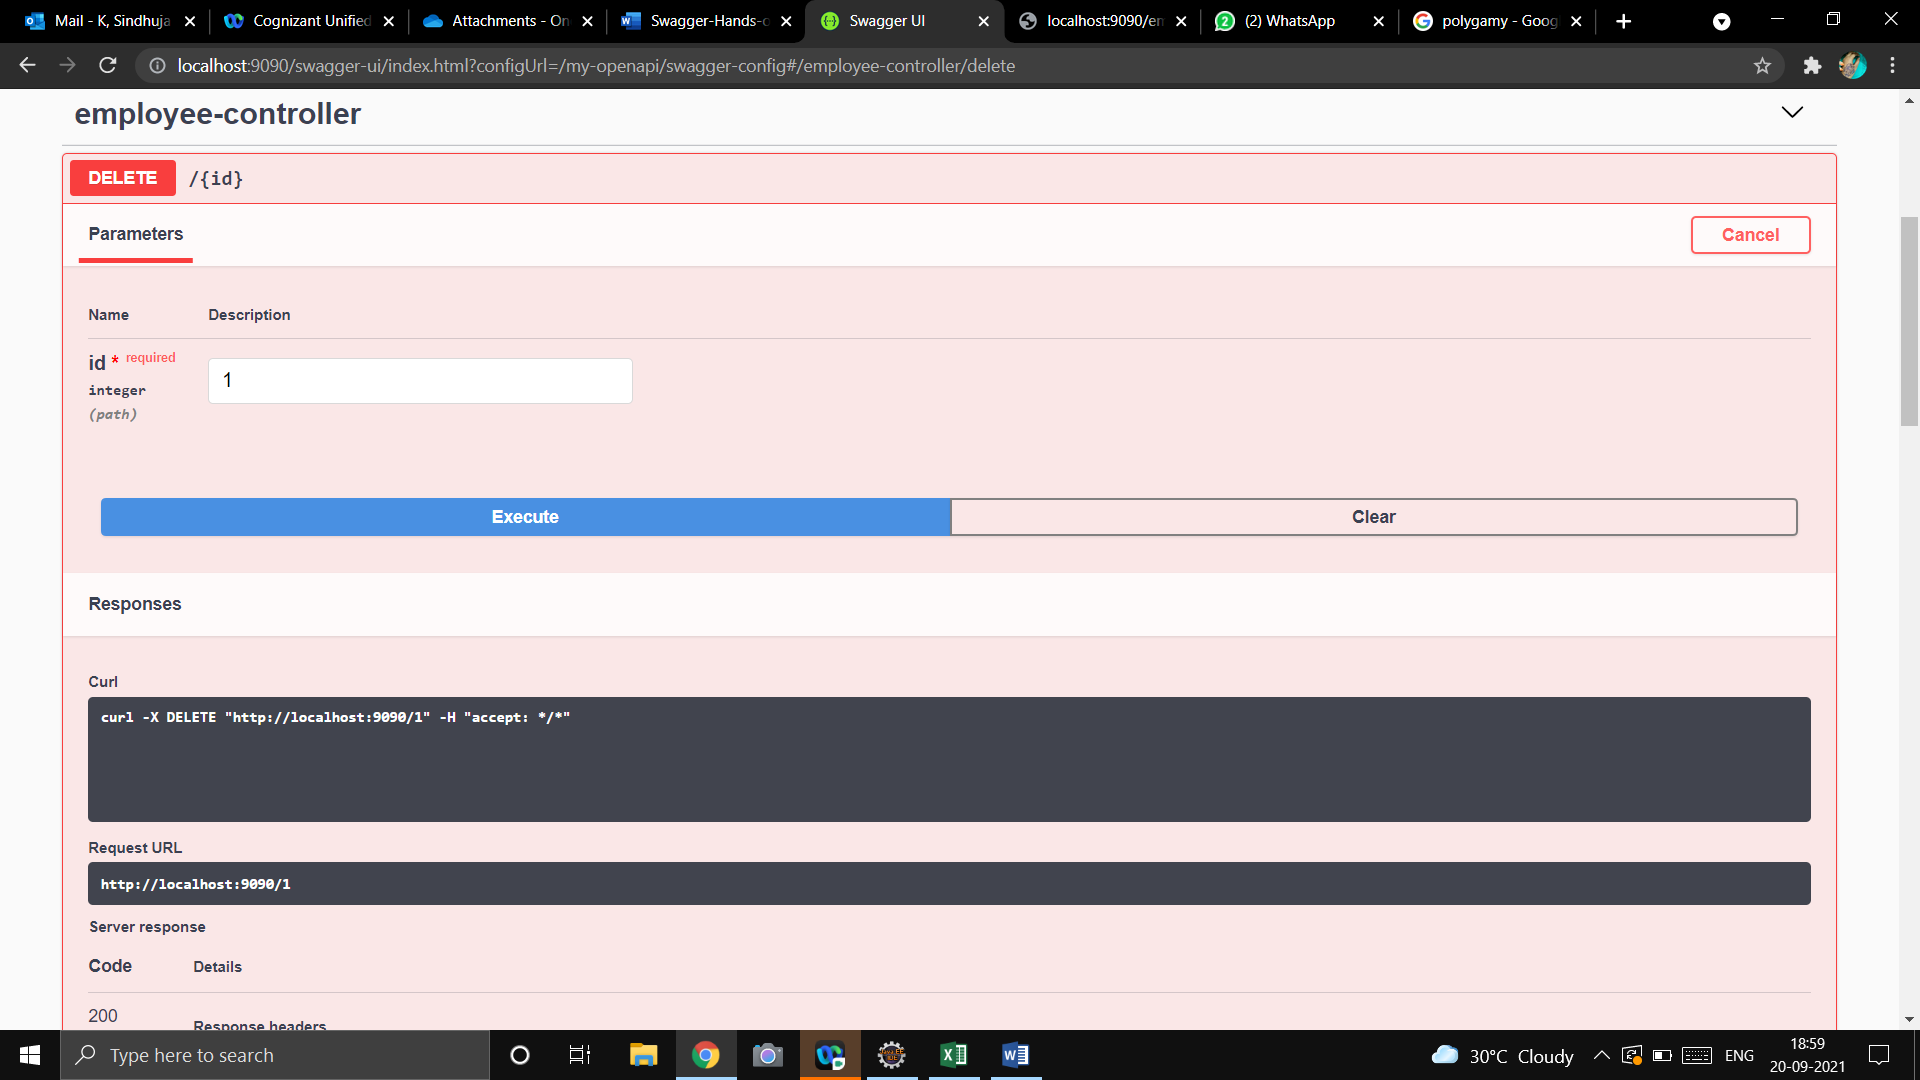 Mail - K, Sindhuja
Cognizant Unified
Attachments - On
Swagger-Hands-o
Swagger UI
localhost:9090/em
(2) WhatsApp
polygamy - Goog
localhost:9090/swagger-ui/index.html?configUrl=/my-openapi/swagger-config#/employee-controller/delete
employee-controller
DELETE /{id}
Parameters
Cancel
Name Description
id * required
integer
(path)
1
Execute
Clear
Responses
Curl
curl -X DELETE "http://localhost:9090/1" -H "accept: */*"
Request URL
http://localhost:9090/1
Server response
Code Details
200
Response headers
Type here to search
30°C Cloudy
ENG
18:59
20-09-2021